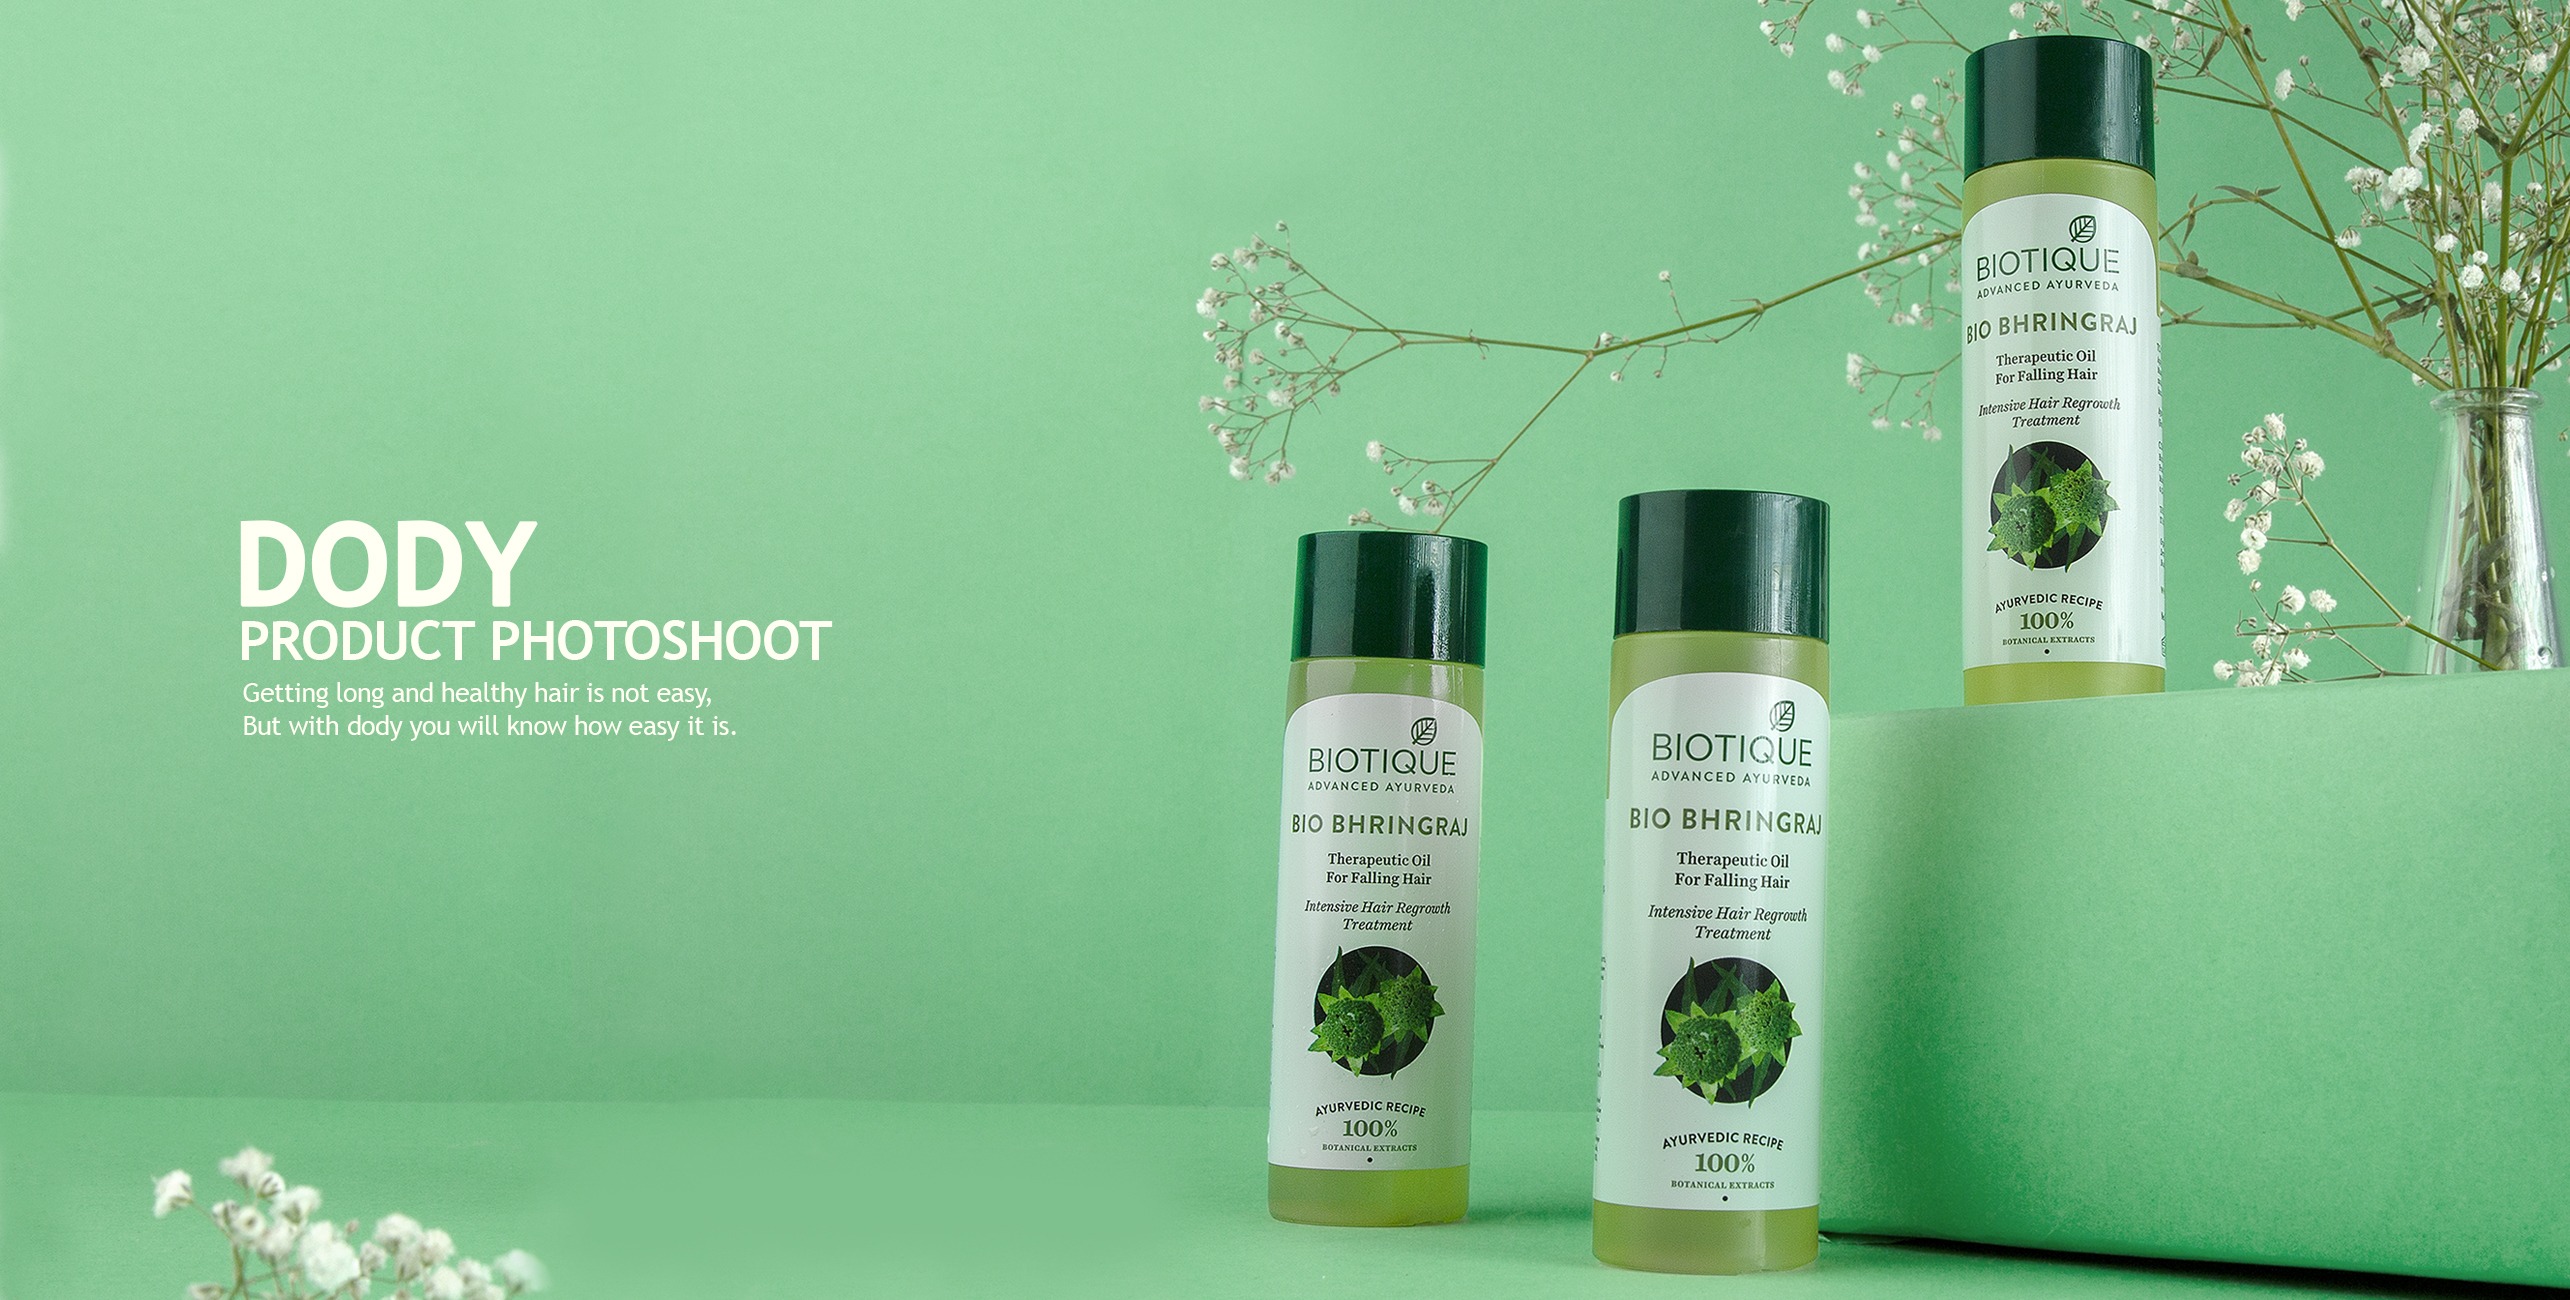 DODY
PRODUCT PHOTOSHOOT
Getting long and healthy hair is not easy,
But with dody you will know how easy it is.
BIOTIQUE
ADVANCED AYURVEDA
BIO BHRINGRAJ
Therapeutic Oil
For Falling Hair
Intensive Hair Regrowth
Treatment
AYURVEDIC RECIPE
100%
BOTANICAL EXTRACTS
BIOTIQUE
ADVANCED AYURVEDA
BIO BHRINGRAJ
Therapeutic Oil
For Falling Hair
Intensive Hair Regrowth
Treatment
AYURVEDIC RECIPE
100%
BOTANICAL EXTRACTS
BIOTIQUE
ADVANCED AYURVEDA
BIO BHRINGRAJ
Therapeutic Oil
For Falling Hair
Intensive Hair Regrowth
Treatment
AYURVEDIC RECIPE
100%
BOTANICAL EXTRACTS